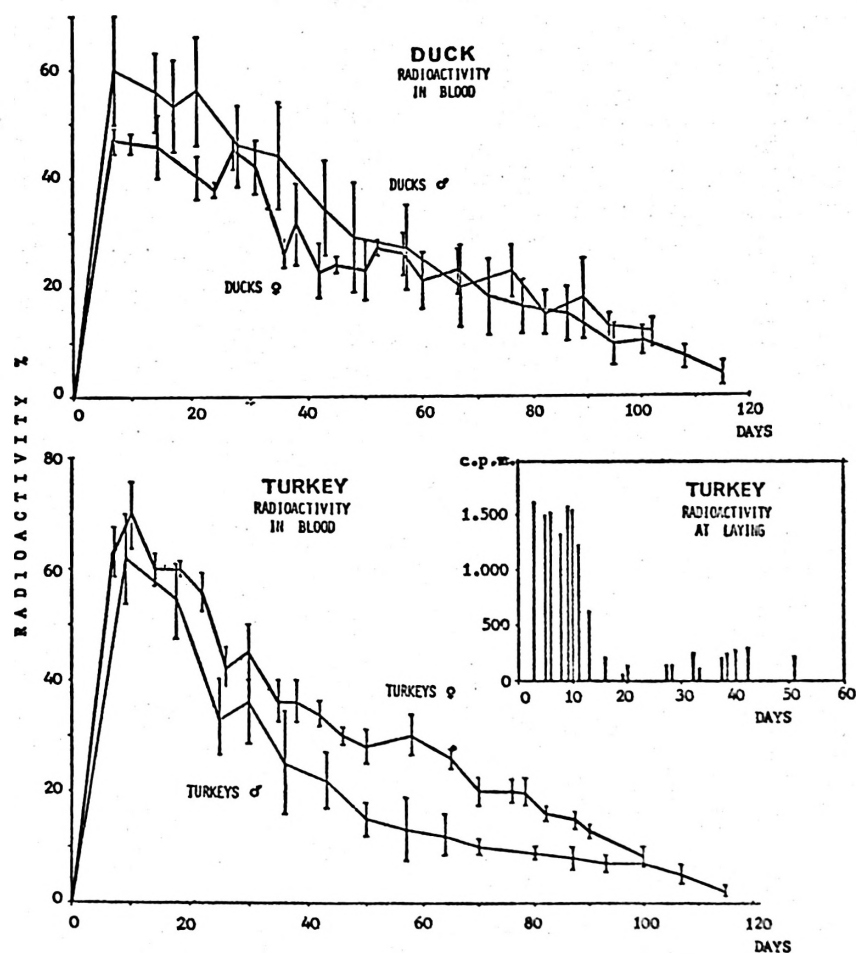 DUCK
RADIOACTIVITY
IN BLOOD
60
40
20
0
DUCKS ♂
DUCKS ♀
0 20 40 60 80 100 120
DAYS
RADIOACTIVITY %
80
60
40
20
0
TURKEY
RADIOACTIVITY
IN BLOOD
TURKEYS ♀
TURKEYS ♂
0 20 40 60 80 100 120
DAYS
c.p.m.
1.500
1.000
500
0
TURKEY
RADIOACTIVITY
AT LAYING
0 10 20 30 40 50 60
DAYS